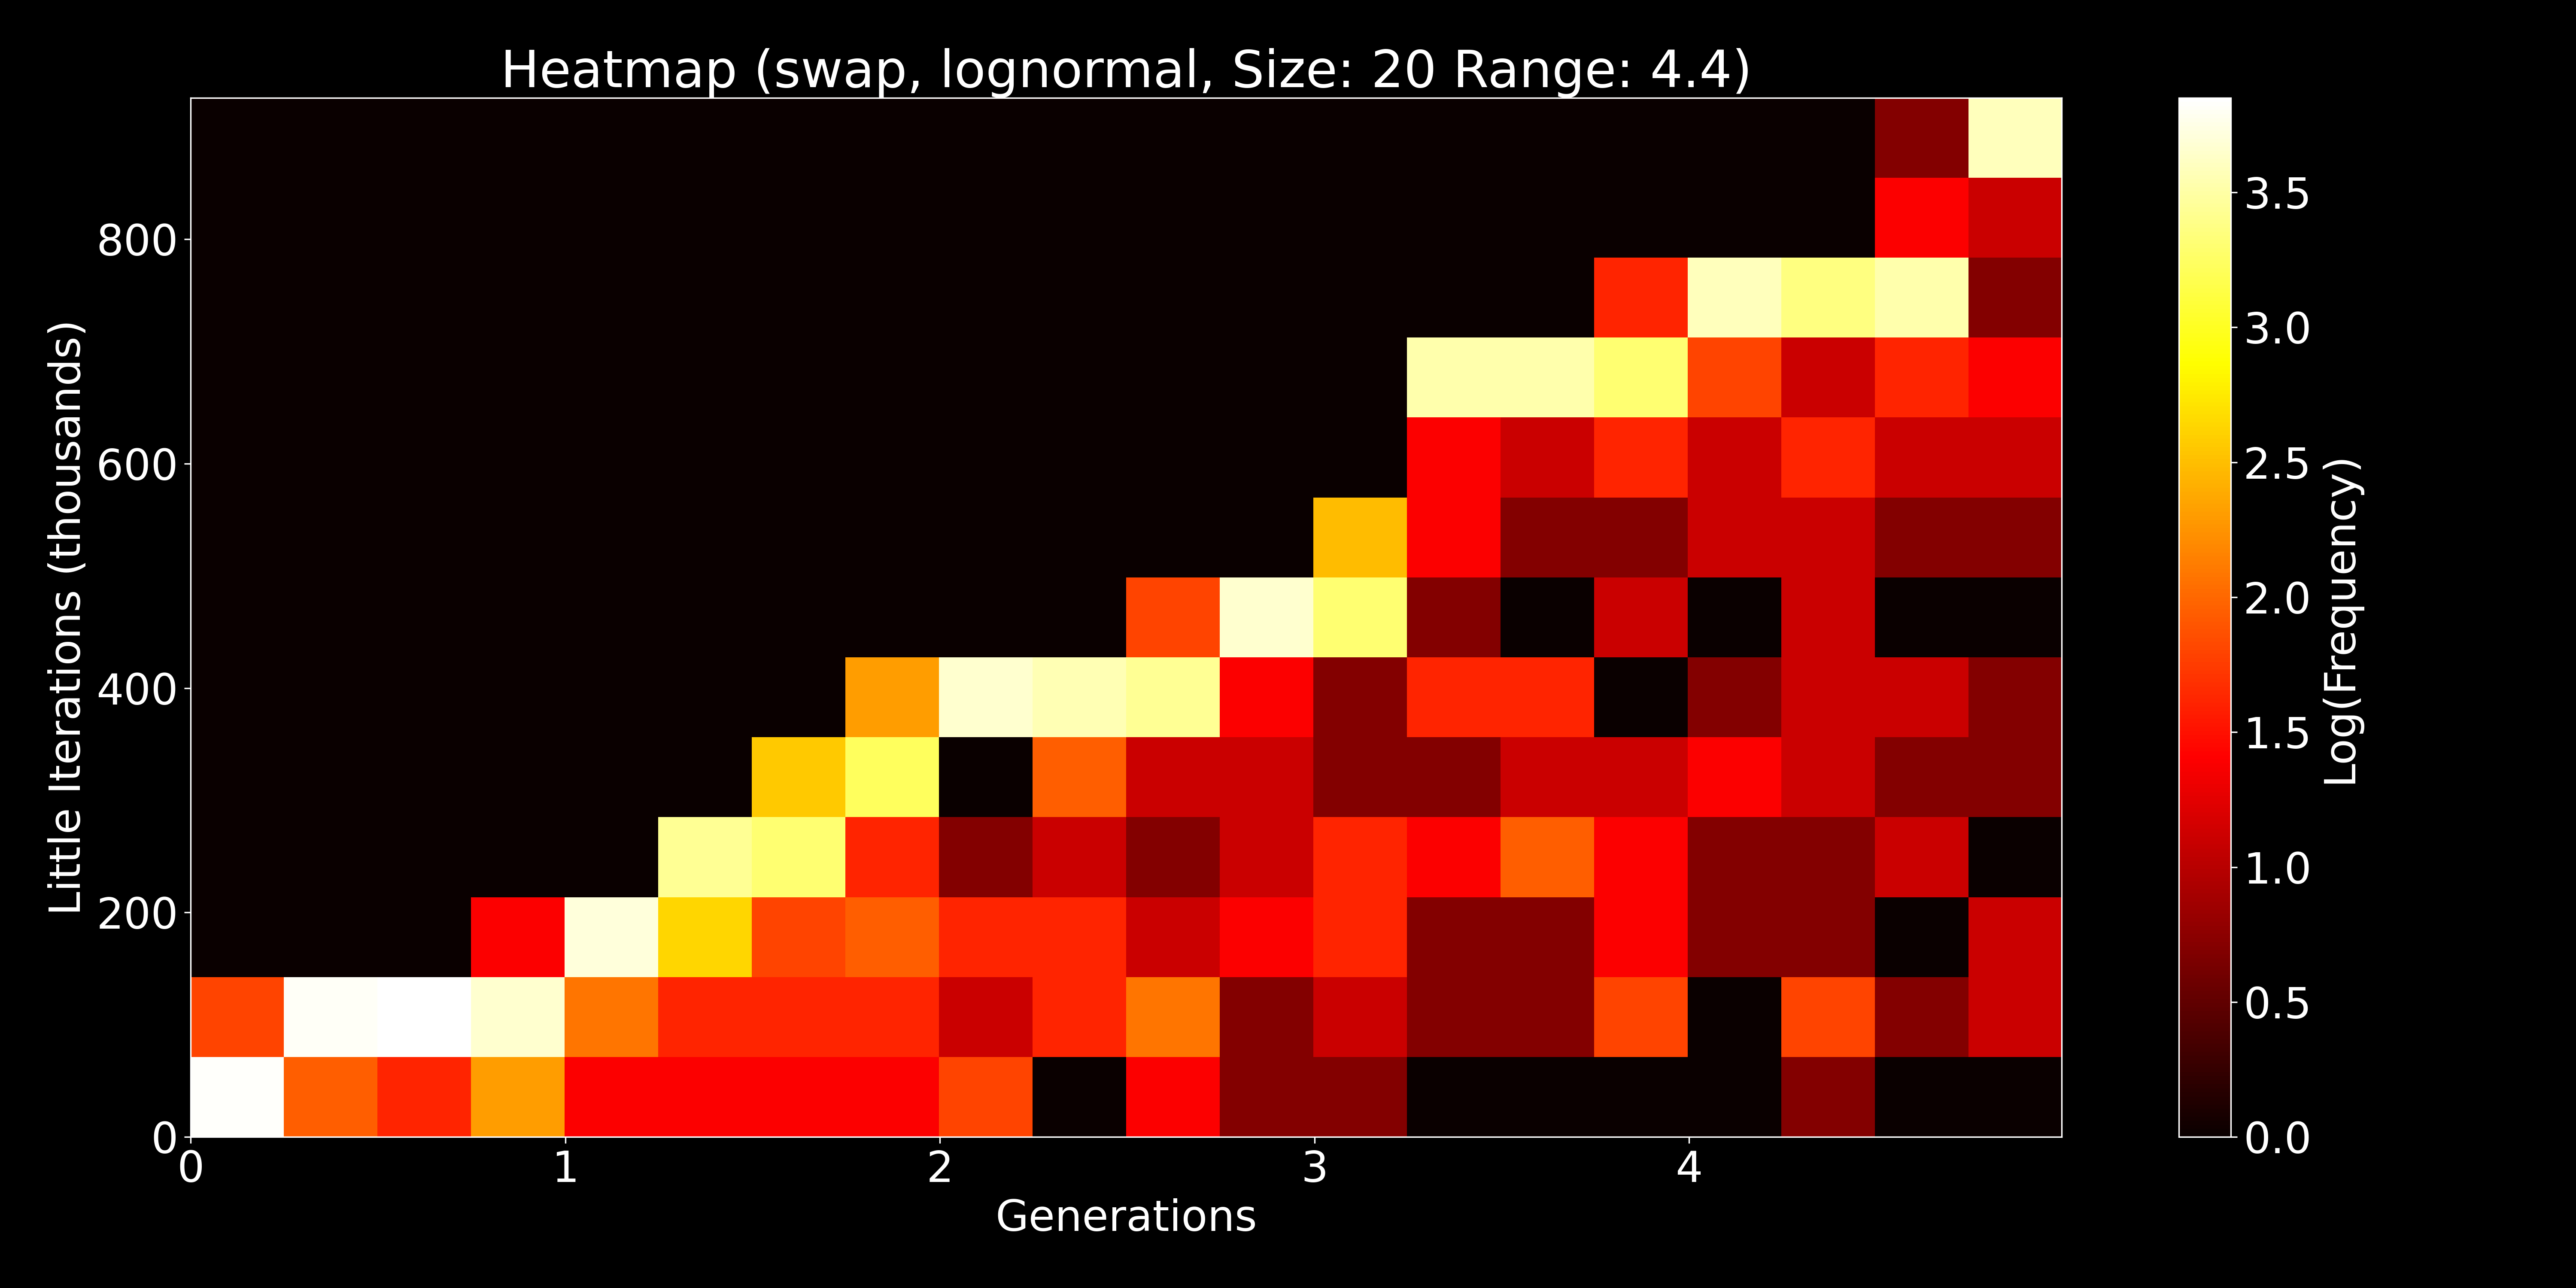 Heatmap (swap, lognormal, Size: 20 Range: 4.4)
Little Iterations (thousands)
800
600
400
200
0
0 1 2 3 4
Generations
3.5
3.0
2.5
2.0
1.5
1.0
0.5
0.0
Log(Frequency)